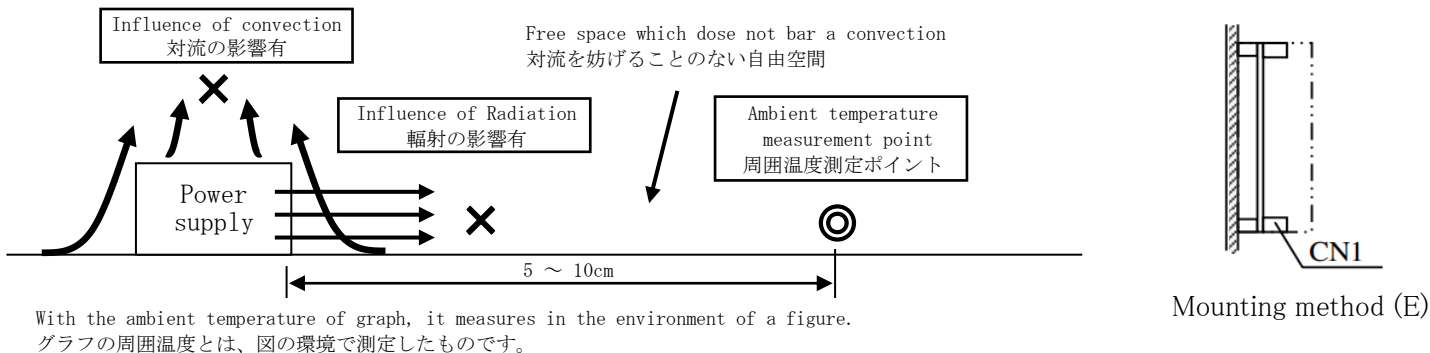 Influence of convection
対流の影響有
Free space which dose not bar a convection
対流を妨げることのない自由空間
Influence of Radiation
輻射の影響有
Ambient temperature
measurement point
周囲温度測定ポイント
Power
supply
5 ～ 10cm
With the ambient temperature of graph, it measures in the environment of a figure.
グラフの周囲温度とは、図の環境で測定したものです。
CN1
Mounting method (E)